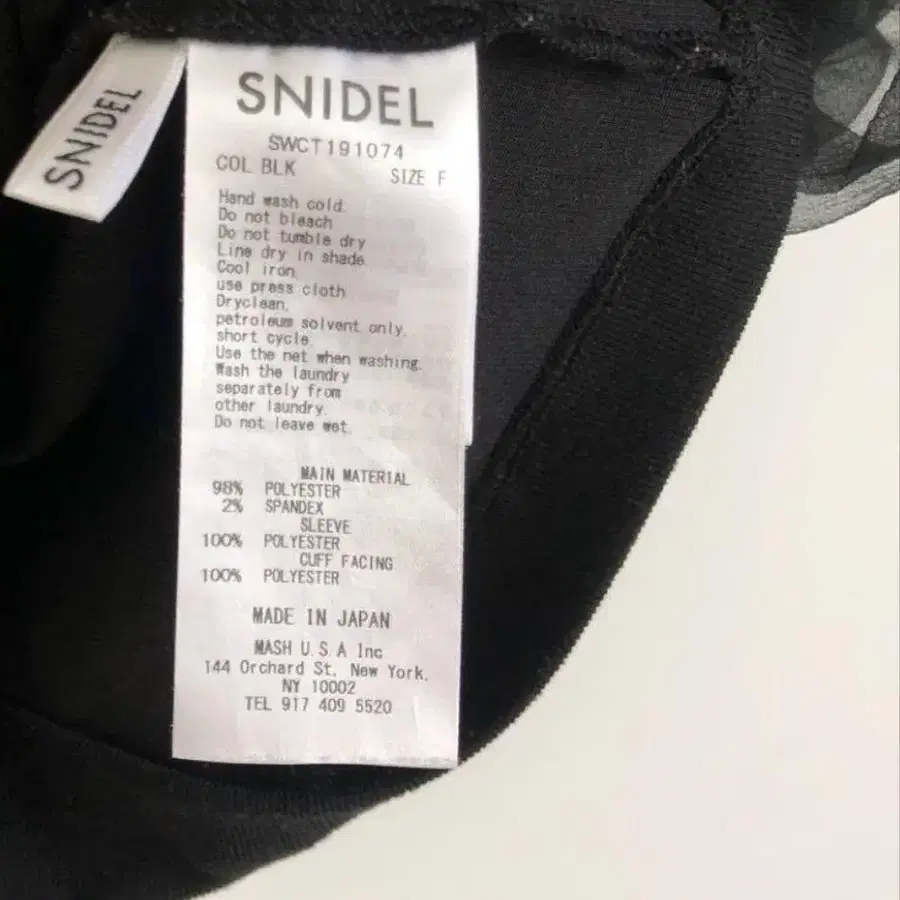 SNIDEL
SNIDEL
SWCT191074
COL BLK SIZE F
Hand wash cold.
Do not bleach
Do not tumble dry
Line dry in shade.
Cool iron.
use press cloth
Dryclean.
petroleum solvent only.
short cycle.
Use the net when washing.
Wash the laundry
separately from
other laundry.
Do not leave wet.
MAIN MATERIAL
98% POLYESTER
2% SPANDEX
SLEEVE
100% POLYESTER
CUFF FACING
100% POLYESTER
MADE IN JAPAN
MASH U.S.A Inc
144 Orchard St. New York.
NY 10002
TEL 917 409 5520